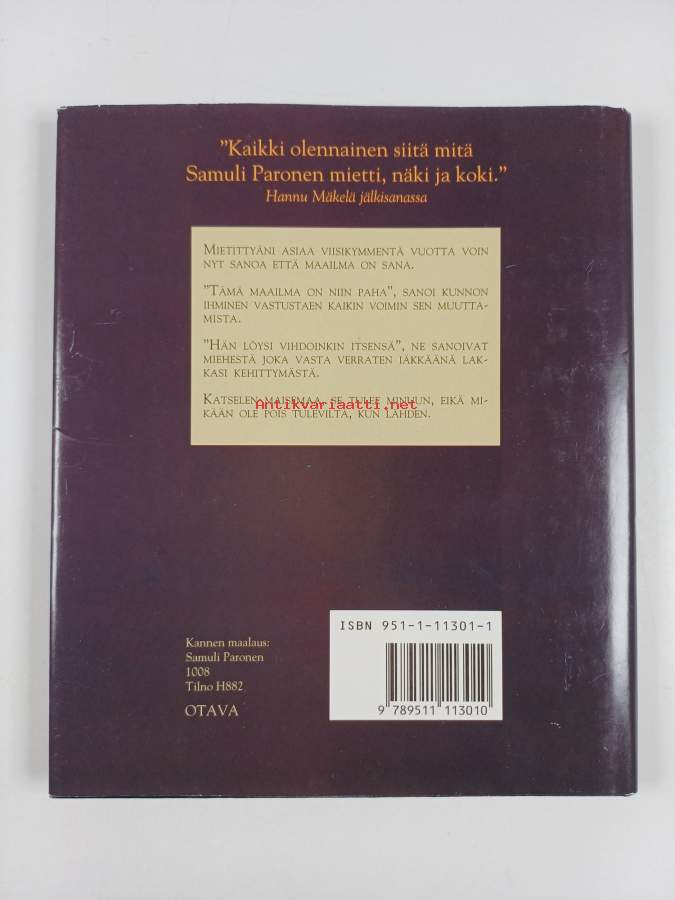 ”Kaikki olennainen siitä mitä
Samuli Paronen mietti, näki ja koki.”
Hannu Mäkelä jälkisanassa
Mietittyäni asiaa viisikymmentä vuotta voin
nyt sanoa että maailma on sana.
"Tämä maailma on niin paha", sanoi kunnon
ihminen vastustaen kaikin voimin sen muutta-
mista.
"Hän löysi vihdoinkin itsensä", ne sanoivat
miehestä joka vasta verraten iäkkäänä lak-
kasi kehittymästä.
Katselen maisemaa, se tulee minuun, eikä mi-
Antikvariaatti.net
kään ole pois tulevilta, kun lähden.
ISBN 951-1-11301-1
9 789511 113010
Kannen maalaus:
Samuli Paronen
1008
Tilno H882
OTAVA